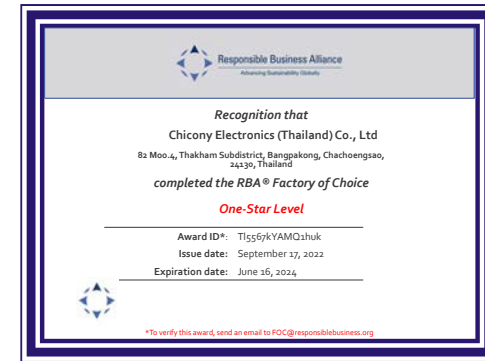 Responsible Business Alliance
Advancing Sustainability Globally
Recognition that
Chicony Electronics (Thailand) Co., Ltd
82 Moo.4, Thakham Subdistrict, Bangpakong, Chachoengsao,
24130, Thailand
completed the RBA® Factory of Choice
One-Star Level
Award ID*: Tl5567kYAMQ1huk
Issue date: September 17, 2022
Expiration date: June 16, 2024
*To verify this award, send an email to FOC@responsiblebusiness.org